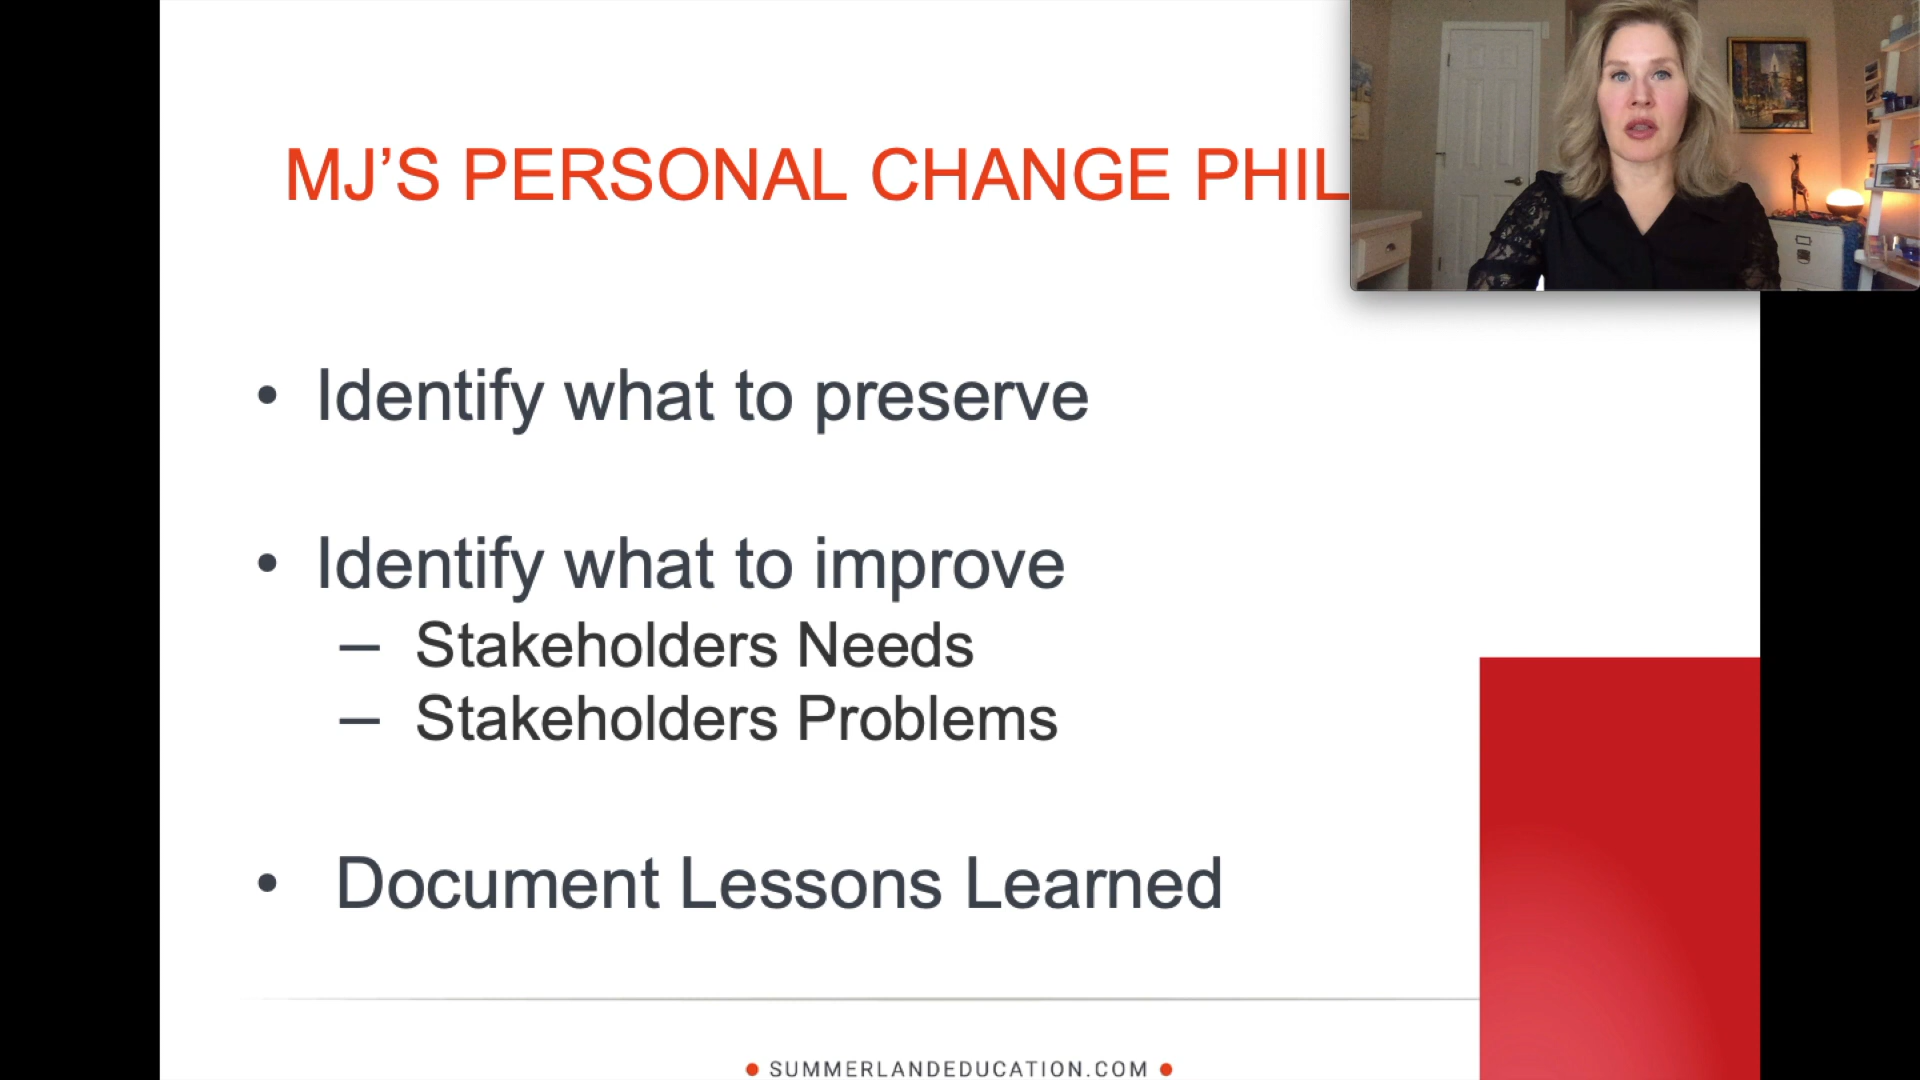 MJ’S PERSONAL CHANGE PHIL
• Identify what to preserve
• Identify what to improve
– Stakeholders Needs
– Stakeholders Problems
• Document Lessons Learned
• SUMMERLANDEDUCATION.COM •